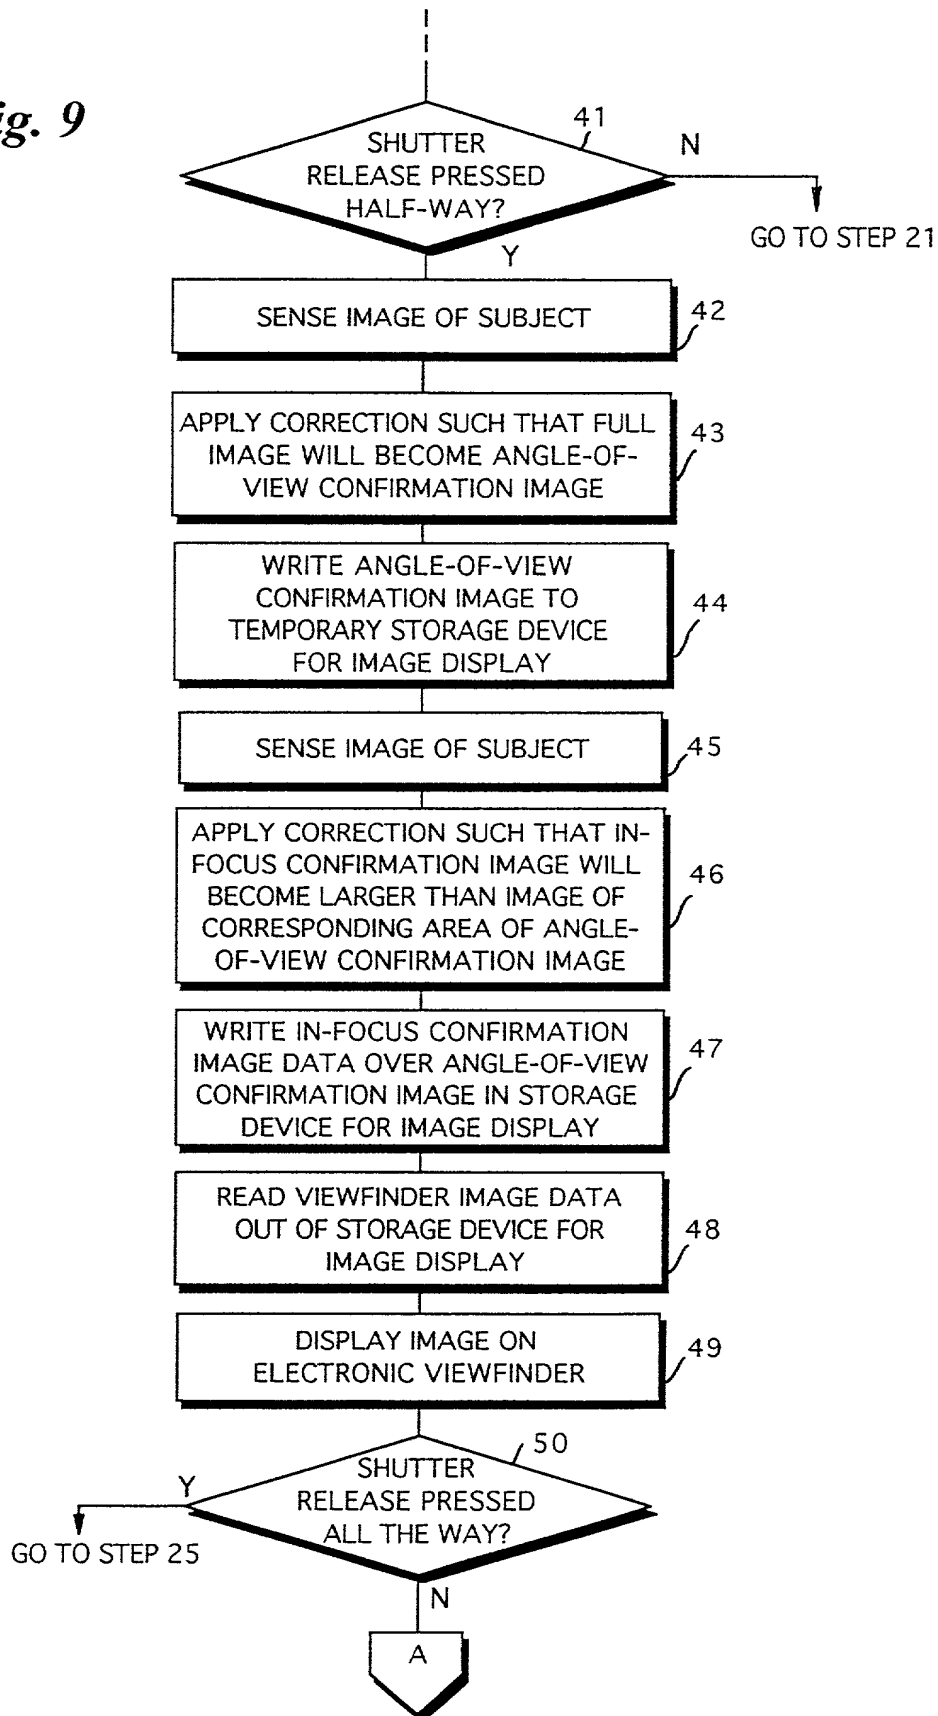 ig. 9
SHUTTER
RELEASE PRESSED
HALF-WAY?
41
N
GO TO STEP 21
Y
SENSE IMAGE OF SUBJECT
42
APPLY CORRECTION SUCH THAT FULL
IMAGE WILL BECOME ANGLE-OF-
VIEW CONFIRMATION IMAGE
43
WRITE ANGLE-OF-VIEW
CONFIRMATION IMAGE TO
TEMPORARY STORAGE DEVICE
FOR IMAGE DISPLAY
44
SENSE IMAGE OF SUBJECT
45
APPLY CORRECTION SUCH THAT IN-
FOCUS CONFIRMATION IMAGE WILL
BECOME LARGER THAN IMAGE OF
CORRESPONDING AREA OF ANGLE-
OF-VIEW CONFIRMATION IMAGE
46
WRITE IN-FOCUS CONFIRMATION
IMAGE DATA OVER ANGLE-OF-VIEW
CONFIRMATION IMAGE IN STORAGE
DEVICE FOR IMAGE DISPLAY
47
READ VIEWFINDER IMAGE DATA
OUT OF STORAGE DEVICE FOR
IMAGE DISPLAY
48
DISPLAY IMAGE ON
ELECTRONIC VIEWFINDER
49
50
SHUTTER
RELEASE PRESSED
ALL THE WAY?
Y
GO TO STEP 25
N
A